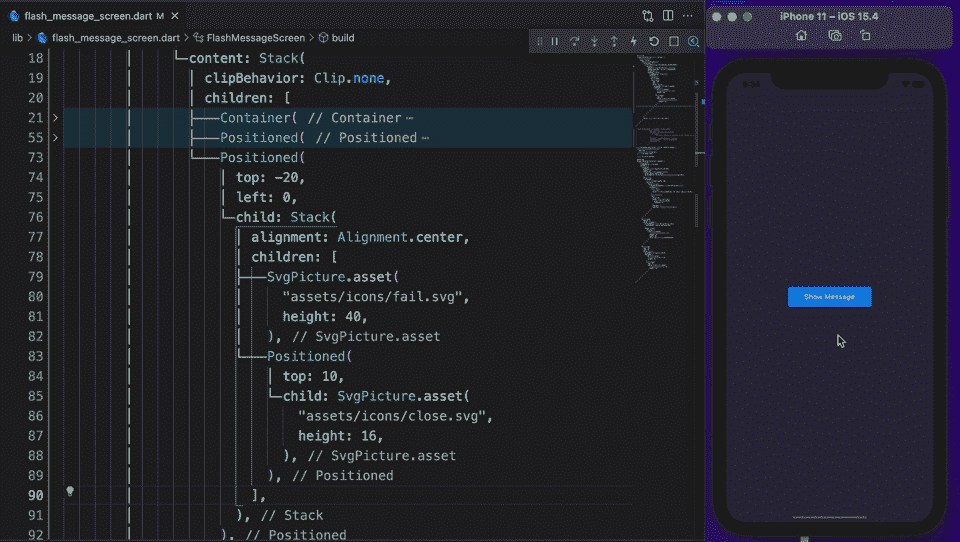 flash_message_screen.dart M
iPhone 11 – iOS 15.4
lib > flash_message_screen.dart > FlashMessageScreen > build
18 content: Stack(
19 clipBehavior: Clip.none,
20 children: [
21 Container( // Container
55 Positioned( // Positioned
73 Positioned(
74 top: -20,
75 left: 0,
76 child: Stack(
77 alignment: Alignment.center,
78 children: [
79 SvgPicture.asset(
80 "assets/icons/fail.svg",
81 height: 40,
82 ), // SvgPicture.asset
83 Positioned(
84 top: 10,
85 child: SvgPicture.asset(
86 "assets/icons/close.svg",
87 height: 16,
88 ), // SvgPicture.asset
89 ), // Positioned
90 ],
91 ), // Stack
92 ), // Positioned
Show Message